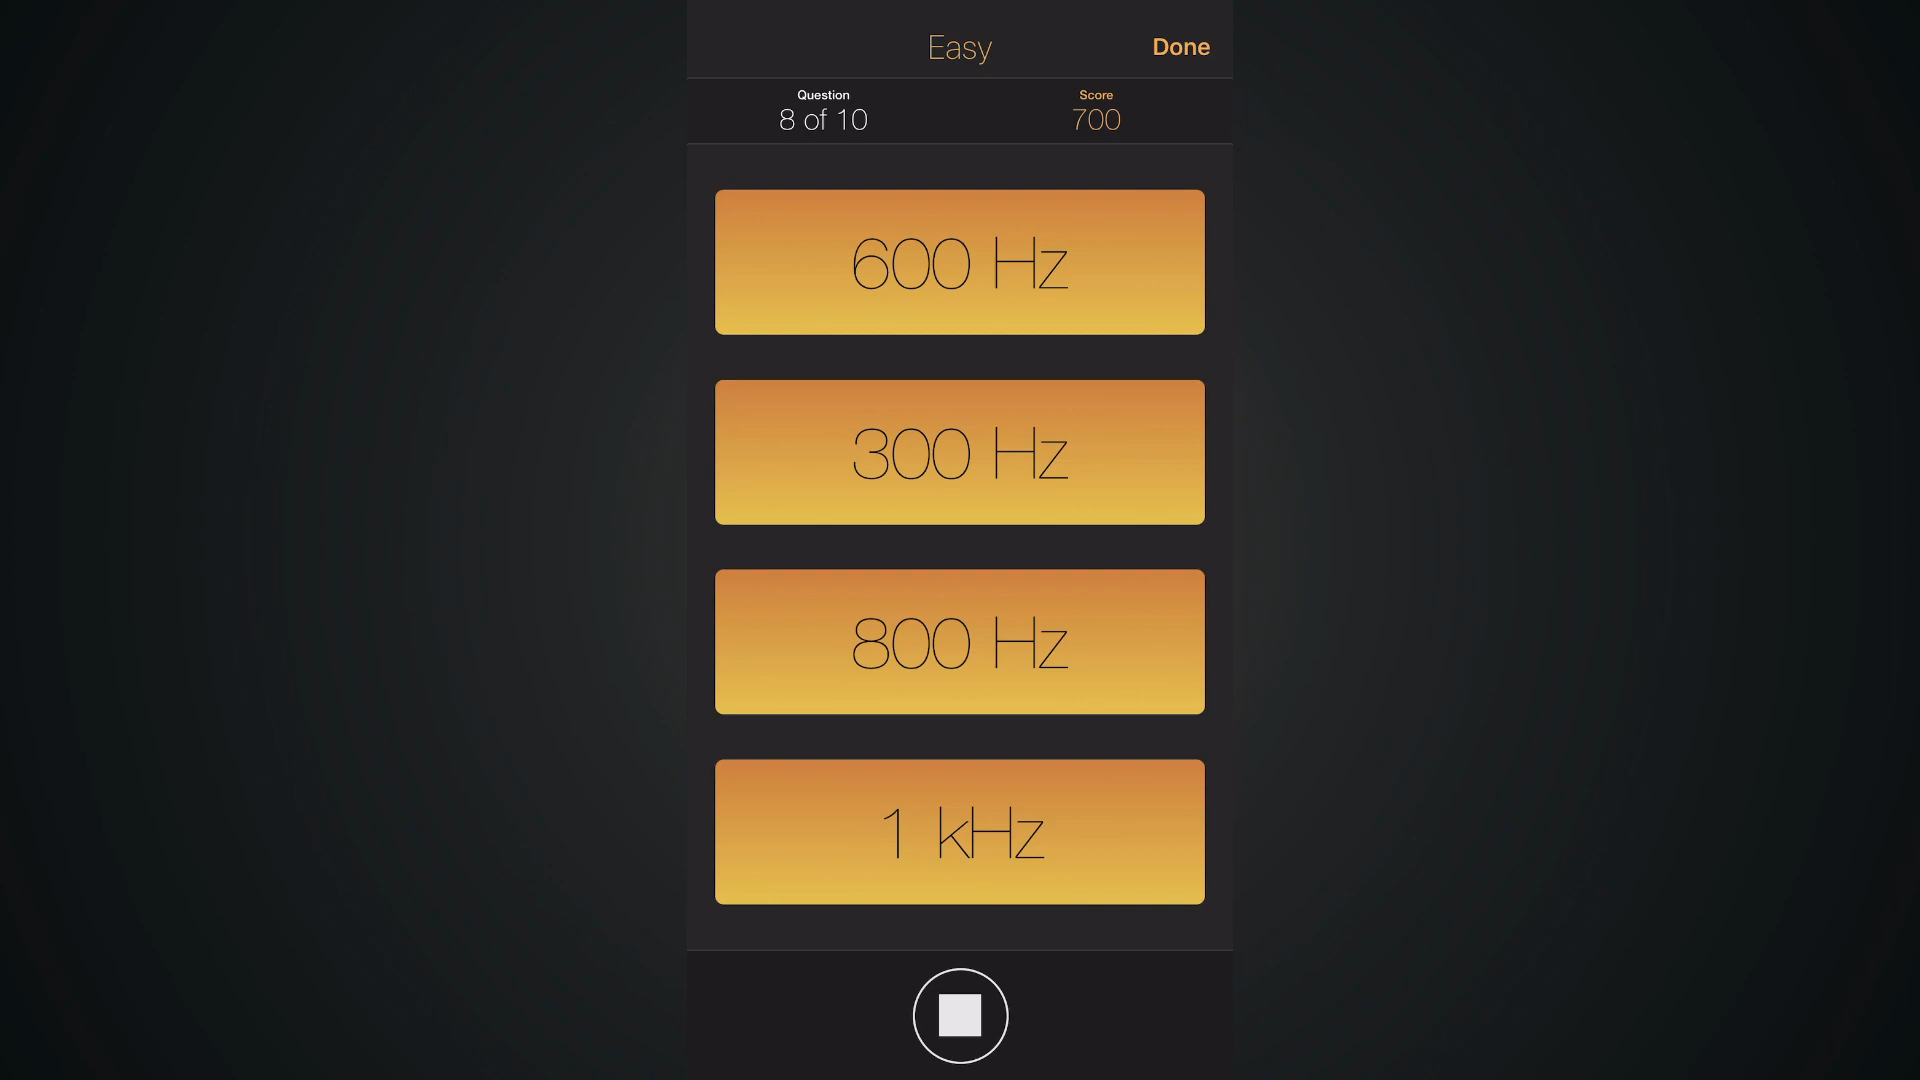 Easy
Done
Question
8 of 10
Score
700
600 Hz
300 Hz
800 Hz
1 kHz